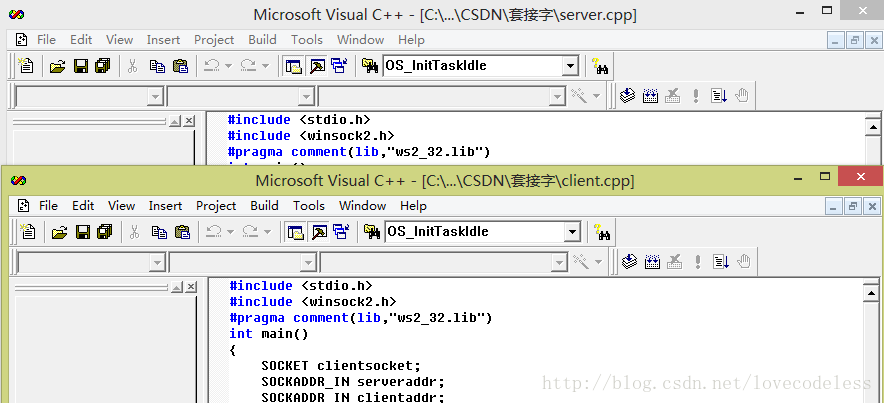 Microsoft Visual C++ - [C:\...\CSDN\套接字\server.cpp]
File Edit View Insert Project Build Tools Window Help
OS_InitTaskIdle
#include <stdio.h>
#include <winsock2.h>
#pragma comment(lib,"ws2_32.lib")
Microsoft Visual C++ - [C:\...\CSDN\套接字\client.cpp]
File Edit View Insert Project Build Tools Window Help
OS_InitTaskIdle
#include <stdio.h>
#include <winsock2.h>
#pragma comment(lib,"ws2_32.lib")
int main()
{
SOCKET clientsocket;
SOCKADDR_IN serveraddr;
SOCKADDR_IN clientaddr;
http://blog.csdn.net/lovecodeless